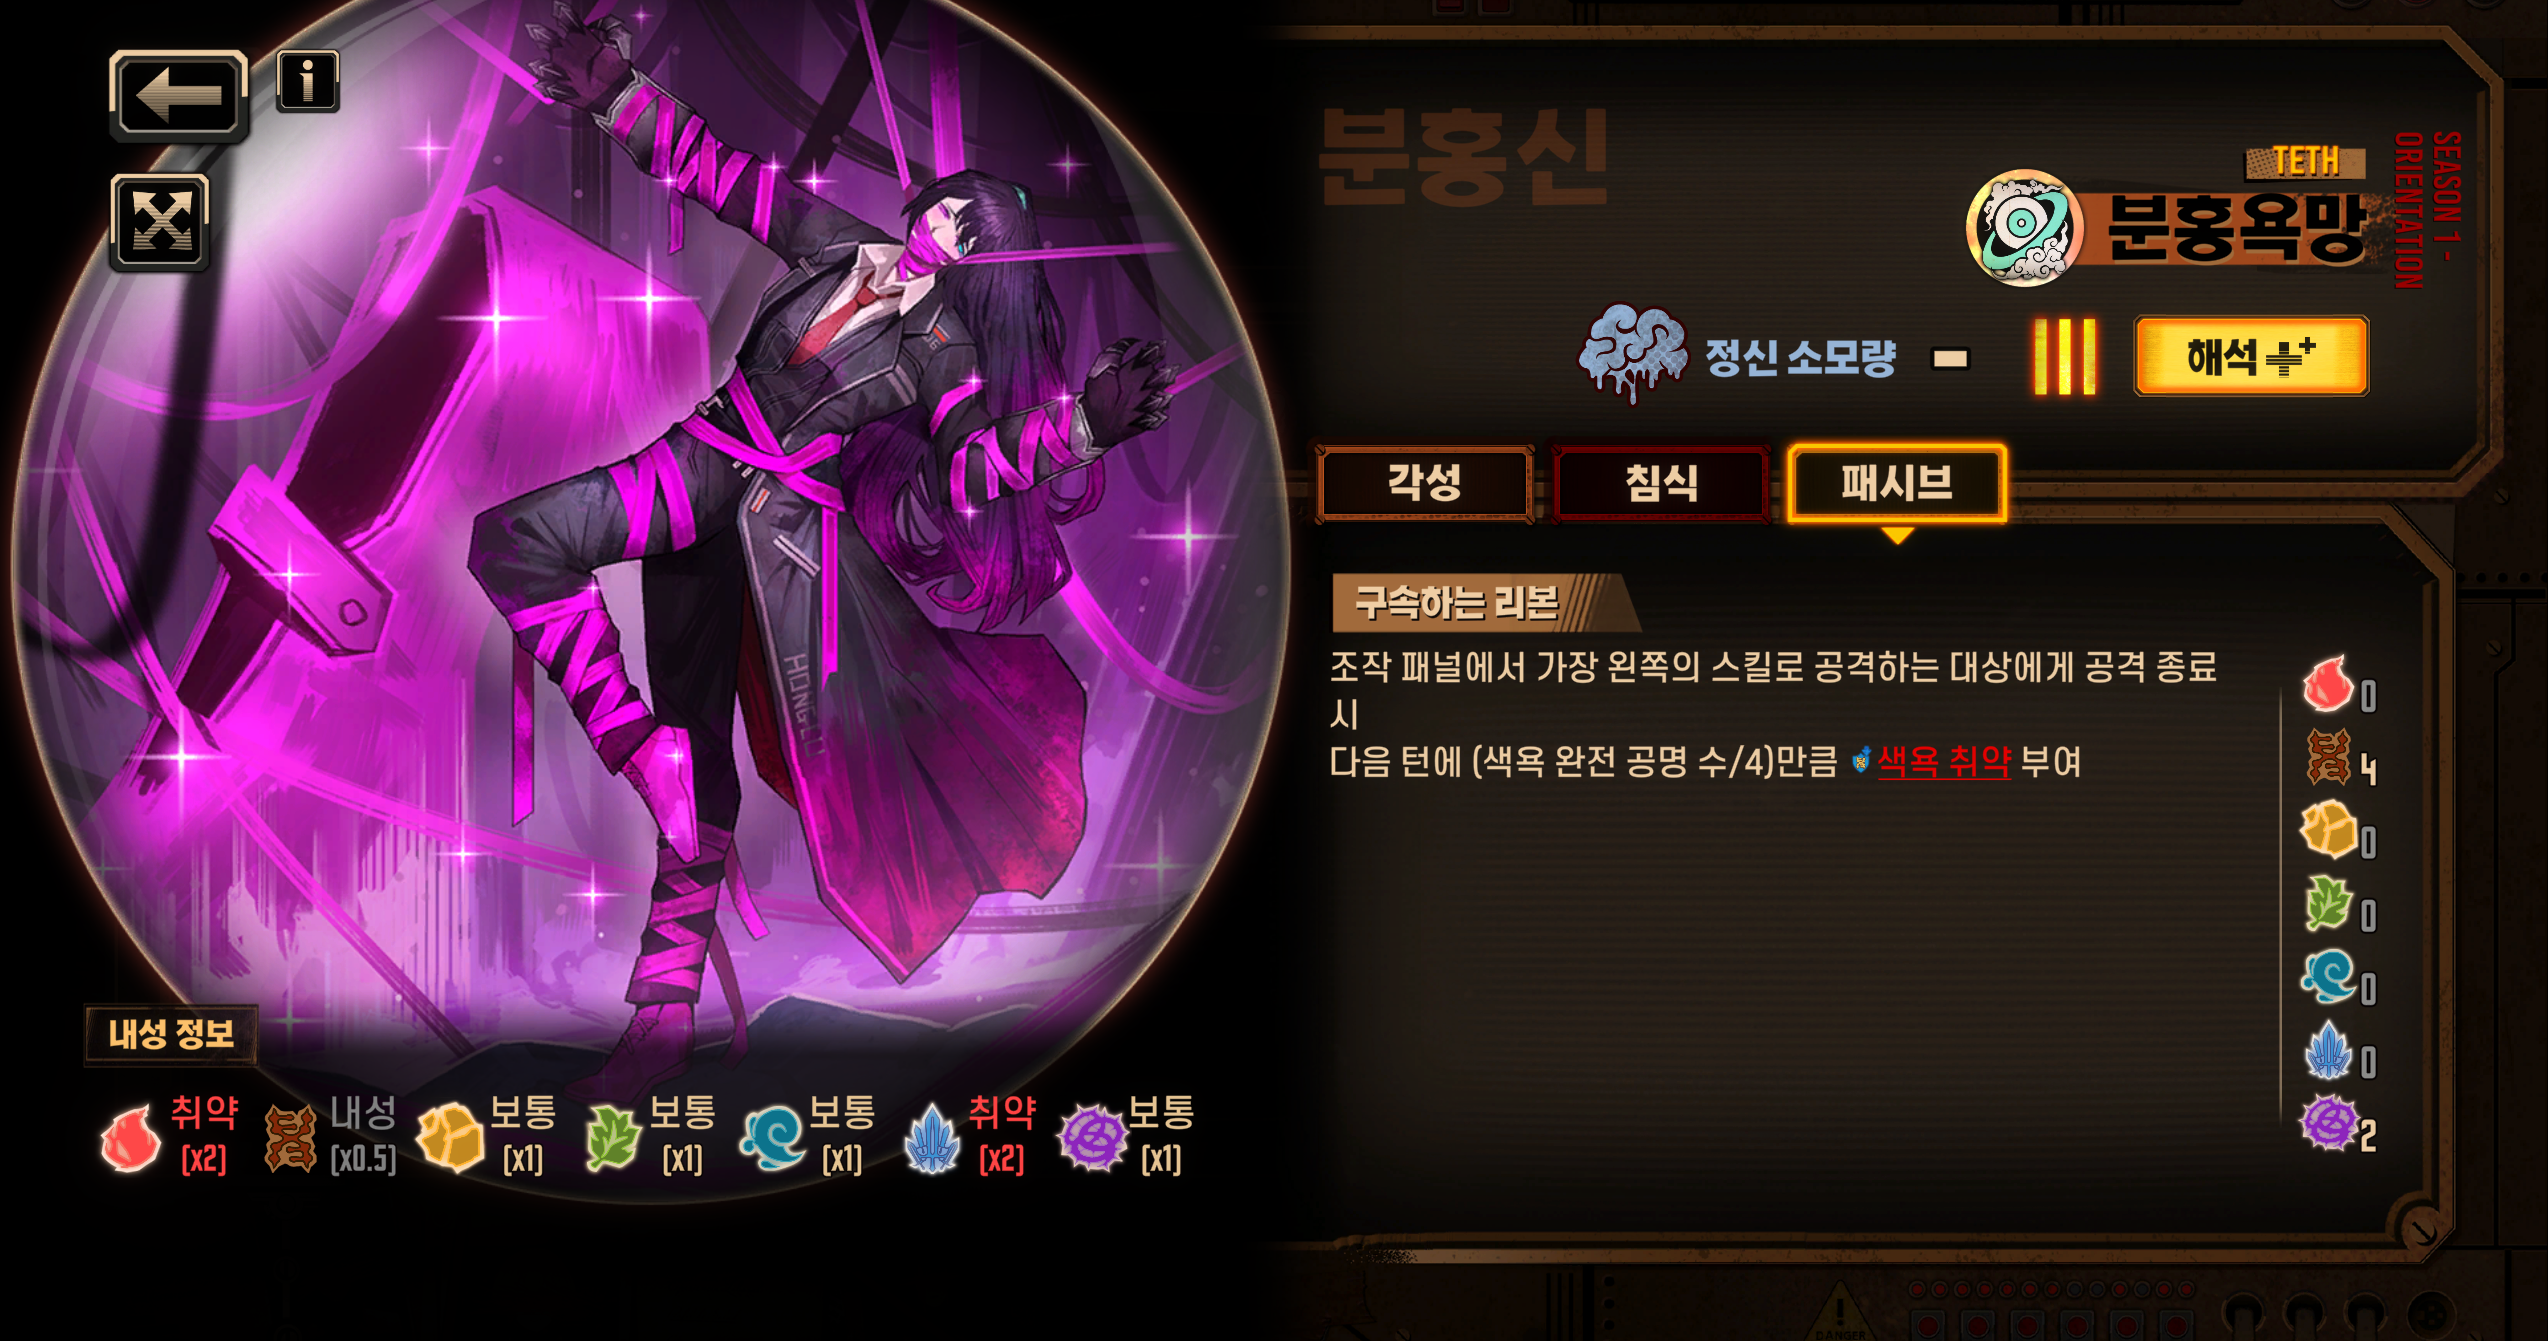 분홍신
TETH
분홍욕망
SEASON 1 -
ORIENTATION
정신 소모량 -
III
해석 ++
각성
침식
패시브
구속하는 리본
조작 패널에서 가장 왼쪽의 스킬로 공격하는 대상에게 공격 종료
시
다음 턴에 (색욕 완전 공명 수/4)만큼 색욕 취약 부여
0
4
0
0
0
0
2
HONG LU
내성 정보
취약 내성 보통 보통 보통 취약 보통
[x2] [x0.5] [x1] [x1] [x1] [x2] [x1]
DANGER